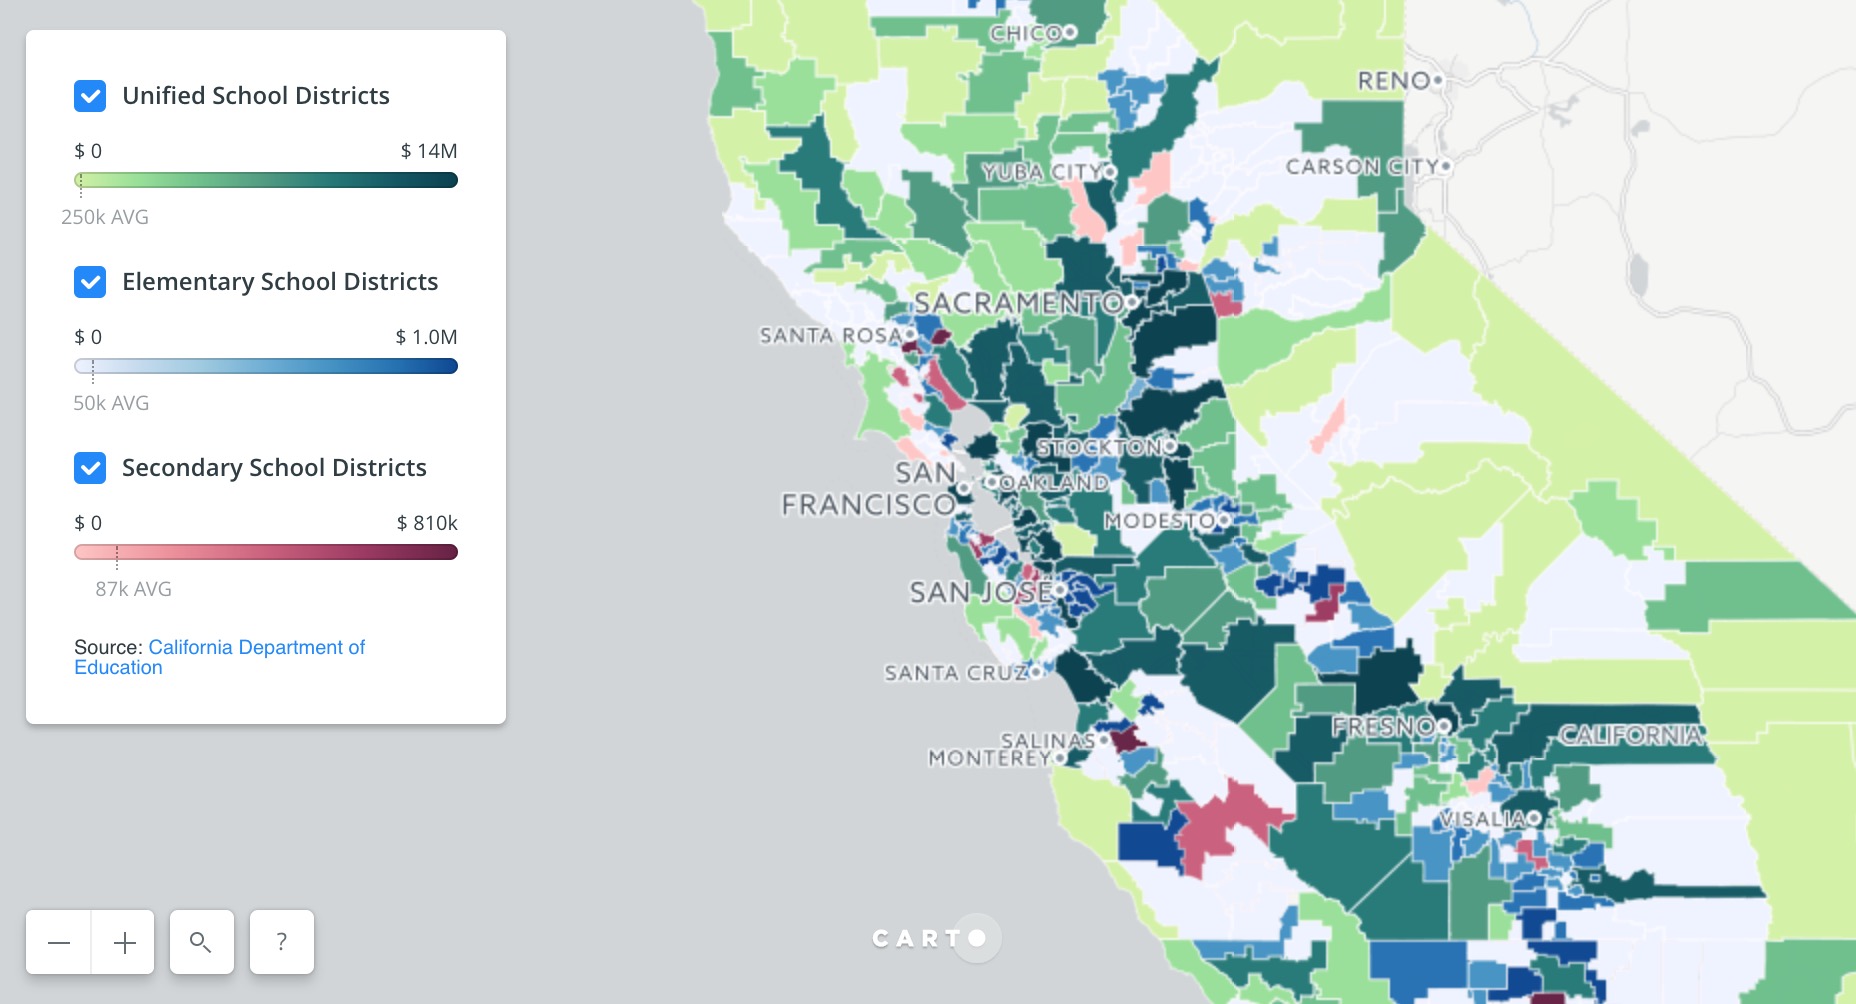 Unified School Districts
$ 0 $ 14M
250k AVG
Elementary School Districts
$ 0 $ 1.0M
50k AVG
Secondary School Districts
$ 0 $ 810k
87k AVG
Source: California Department of
Education
?
CHICO
RENO
CARSON CITY
YUBA CITY
SACRAMENTO
SANTA ROSA
STOCKTON
SAN
FRANCISCO
OAKLAND
MODESTO
SAN JOSE
SANTA CRUZ
SALINAS
MONTEREY
FRESNO
CALIFORNIA
VISALIA
CARTO